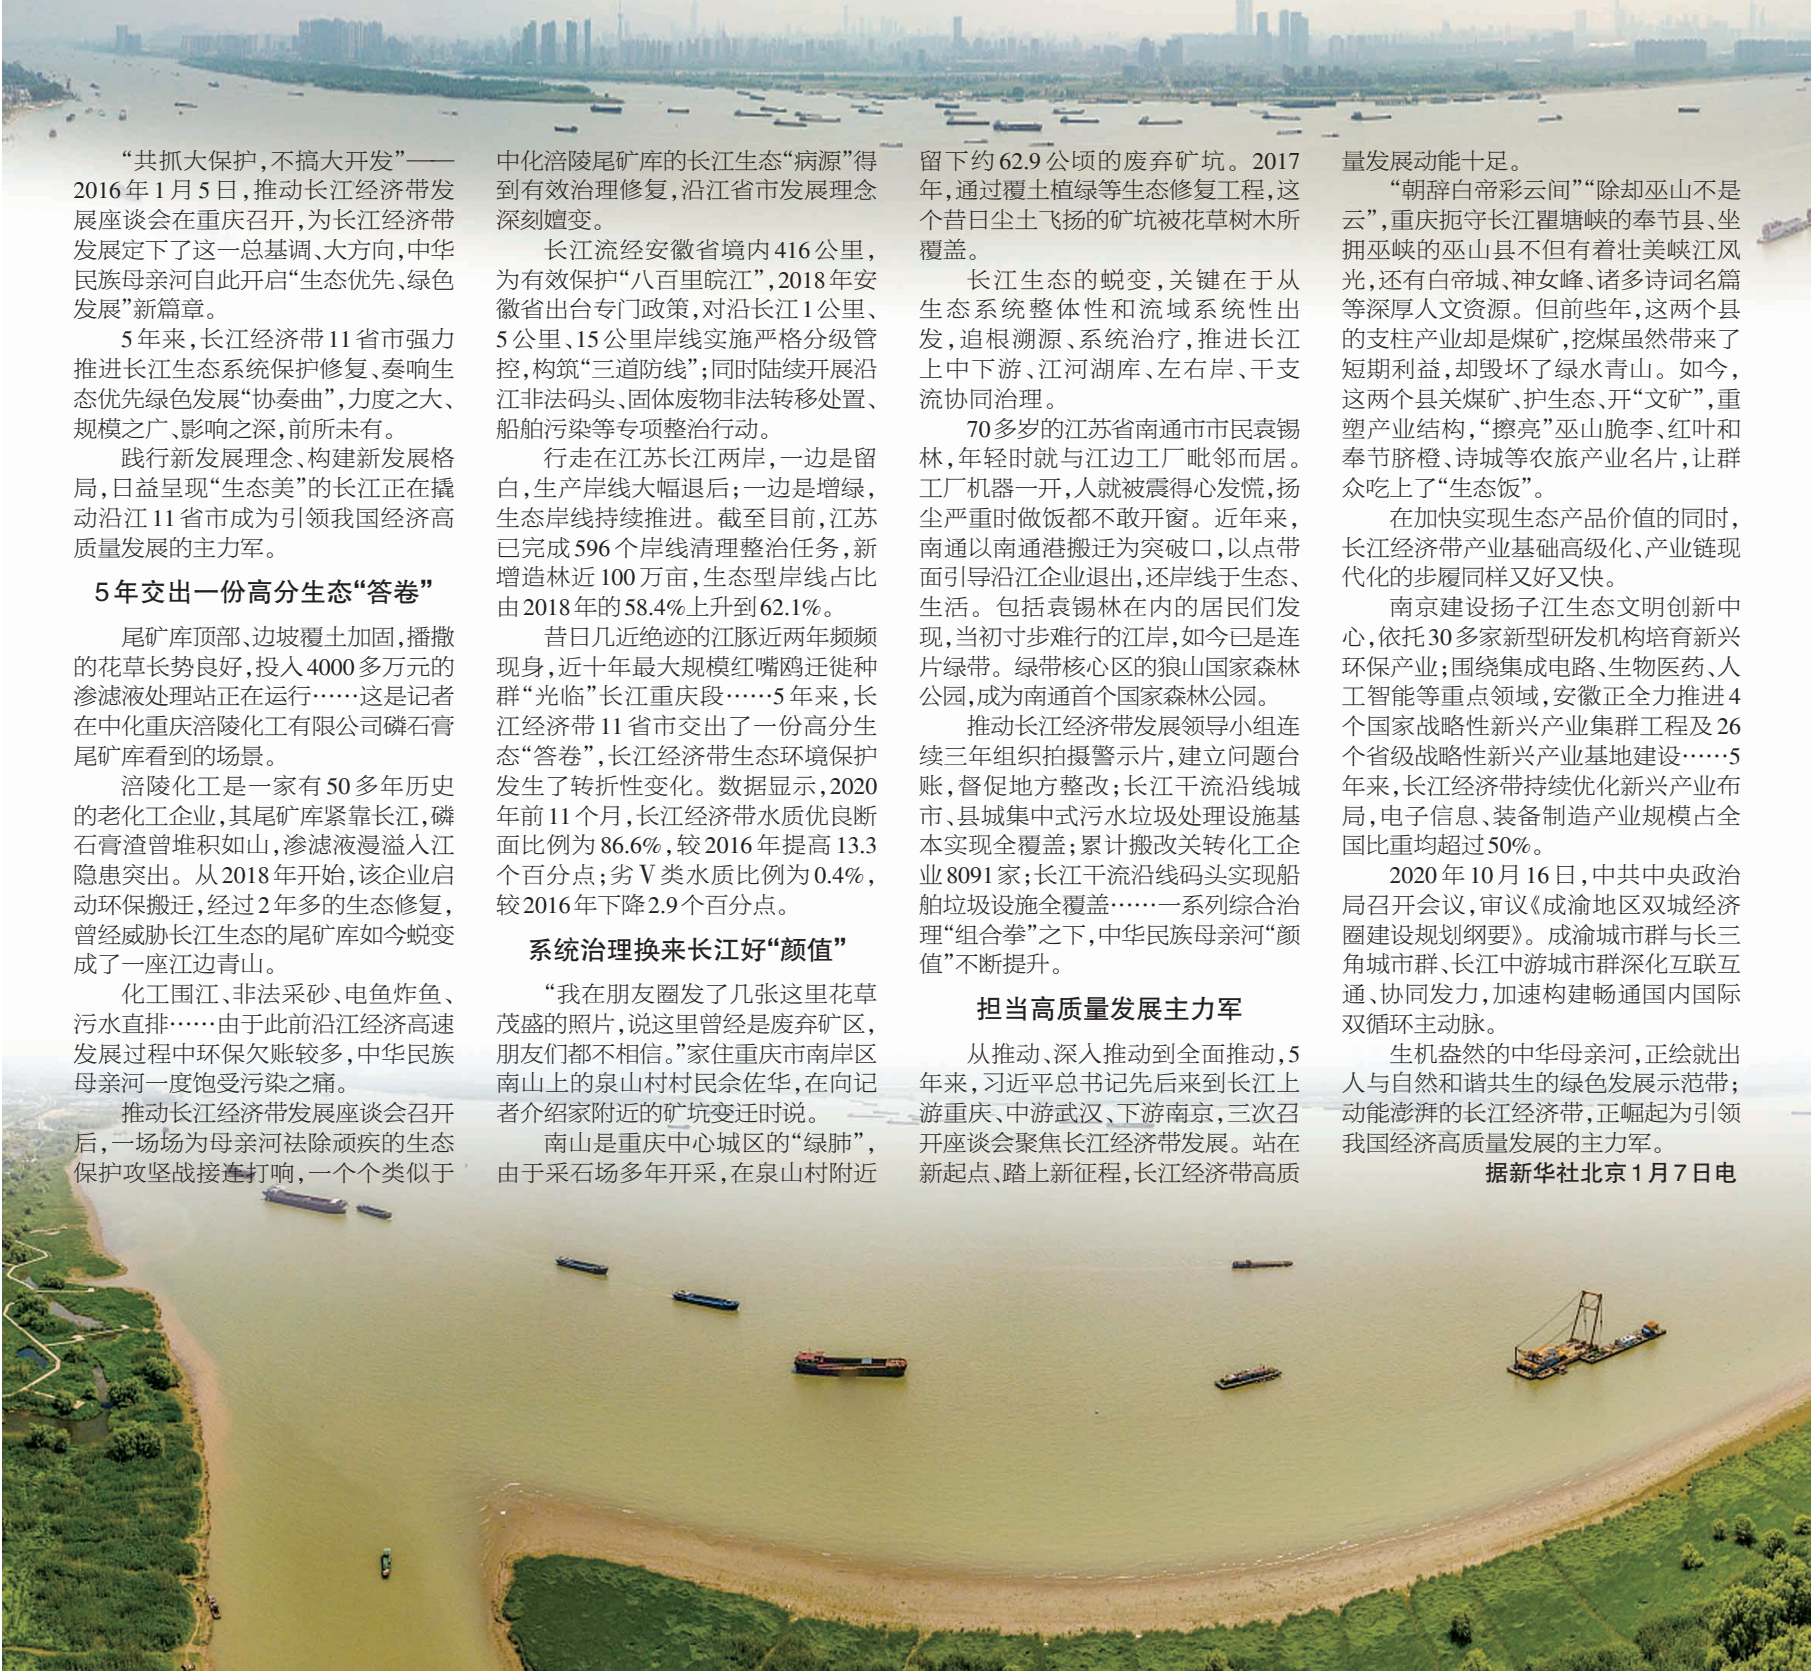 “共抓大保护,不搞大开发”——
2016年1月5日,推动长江经济带发
展座谈会在重庆召开,为长江经济带
发展定下了这一总基调、大方向,中华
民族母亲河自此开启“生态优先、绿色
发展”新篇章。
5年来,长江经济带11省市强力
推进长江生态系统保护修复、奏响生
态优先绿色发展“协奏曲”,力度之大、
规模之广、影响之深,前所未有。
践行新发展理念、构建新发展格
局,日益呈现“生态美”的长江正在撬
动沿江11省市成为引领我国经济高
质量发展的主力军。
5年交出一份高分生态“答卷”
尾矿库顶部、边坡覆土加固,播撒
的花草长势良好,投入4000多万元的
渗滤液处理站正在运行……这是记者
在中化重庆涪陵化工有限公司磷石膏
尾矿库看到的场景。
涪陵化工是一家有50多年历史
的老化工企业,其尾矿库紧靠长江,磷
石膏渣曾堆积如山,渗滤液漫溢入江
隐患突出。从2018年开始,该企业启
动环保搬迁,经过2年多的生态修复,
曾经威胁长江生态的尾矿库如今蜕变
成了一座江边青山。
化工围江、非法采砂、电鱼炸鱼、
污水直排……由于此前沿江经济高速
发展过程中环保欠账较多,中华民族
母亲河一度饱受污染之痛。
推动长江经济带发展座谈会召开
后,一场场为母亲河祛除顽疾的生态
保护攻坚战接连打响,一个个类似于
中化涪陵尾矿库的长江生态“病源”得
到有效治理修复,沿江省市发展理念
深刻嬗变。
长江流经安徽省境内416公里,
为有效保护“八百里皖江”,2018年安
徽省出台专门政策,对沿长江1公里、
5公里、15公里岸线实施严格分级管
控,构筑“三道防线”;同时陆续开展沿
江非法码头、固体废物非法转移处置、
船舶污染等专项整治行动。
行走在江苏长江两岸,一边是留
白,生产岸线大幅退后;一边是增绿,
生态岸线持续推进。截至目前,江苏
已完成596个岸线清理整治任务,新
增造林近100万亩,生态型岸线占比
由2018年的58.4%上升到62.1%。
昔日几近绝迹的江豚近两年频频
现身,近十年最大规模红嘴鸥迁徙种
群“光临”长江重庆段……5年来,长
江经济带11省市交出了一份高分生
态“答卷”,长江经济带生态环境保护
发生了转折性变化。数据显示,2020
年前11个月,长江经济带水质优良断
面比例为86.6%,较2016年提高13.3
个百分点;劣Ⅴ类水质比例为0.4%,
较2016年下降2.9个百分点。
系统治理换来长江好“颜值”
“我在朋友圈发了几张这里花草
茂盛的照片,说这里曾经是废弃矿区,
朋友们都不相信。”家住重庆市南岸区
南山上的泉山村村民佘佐华,在向记
者介绍家附近的矿坑变迁时说。
南山是重庆中心城区的“绿肺”,
由于采石场多年开采,在泉山村附近
留下约62.9公顷的废弃矿坑。2017
年,通过覆土植绿等生态修复工程,这
个昔日尘土飞扬的矿坑被花草树木所
覆盖。
长江生态的蜕变,关键在于从
生态系统整体性和流域系统性出
发,追根溯源、系统治疗,推进长江
上中下游、江河湖库、左右岸、干支
流协同治理。
70多岁的江苏省南通市市民袁锡
林,年轻时就与江边工厂毗邻而居。
工厂机器一开,人就被震得心发慌,扬
尘严重时做饭都不敢开窗。近年来,
南通以南通港搬迁为突破口,以点带
面引导沿江企业退出,还岸线于生态、
生活。包括袁锡林在内的居民们发
现,当初寸步难行的江岸,如今已是连
片绿带。绿带核心区的狼山国家森林
公园,成为南通首个国家森林公园。
推动长江经济带发展领导小组连
续三年组织拍摄警示片,建立问题台
账,督促地方整改;长江干流沿线城
市、县城集中式污水垃圾处理设施基
本实现全覆盖;累计搬改关转化工企
业8091家;长江干流沿线码头实现船
舶垃圾设施全覆盖……一系列综合治
理“组合拳”之下,中华民族母亲河“颜
值”不断提升。
担当高质量发展主力军
从推动、深入推动到全面推动,5
年来,习近平总书记先后来到长江上
游重庆、中游武汉、下游南京,三次召
开座谈会聚焦长江经济带发展。站在
新起点、踏上新征程,长江经济带高质
量发展动能十足。
“朝辞白帝彩云间”“除却巫山不是
云”,重庆扼守长江瞿塘峡的奉节县、坐
拥巫峡的巫山县不但有着壮美峡江风
光,还有白帝城、神女峰、诸多诗词名篇
等深厚人文资源。但前些年,这两个县
的支柱产业却是煤矿,挖煤虽然带来了
短期利益,却毁坏了绿水青山。如今,
这两个县关煤矿、护生态、开“文矿”,重
塑产业结构,“擦亮”巫山脆李、红叶和
奉节脐橙、诗城等农旅产业名片,让群
众吃上了“生态饭”。
在加快实现生态产品价值的同时,
长江经济带产业基础高级化、产业链现
代化的步履同样又好又快。
南京建设扬子江生态文明创新中
心,依托30多家新型研发机构培育新兴
环保产业;围绕集成电路、生物医药、人
工智能等重点领域,安徽正全力推进4
个国家战略性新兴产业集群工程及26
个省级战略性新兴产业基地建设……5
年来,长江经济带持续优化新兴产业布
局,电子信息、装备制造产业规模占全
国比重均超过50%。
2020年10月16日,中共中央政治
局召开会议,审议《成渝地区双城经济
圈建设规划纲要》。成渝城市群与长三
角城市群、长江中游城市群深化互联互
通、协同发力,加速构建畅通国内国际
双循环主动脉。
生机盎然的中华母亲河,正绘就出
人与自然和谐共生的绿色发展示范带;
动能澎湃的长江经济带,正崛起为引领
我国经济高质量发展的主力军。
据新华社北京1月7日电